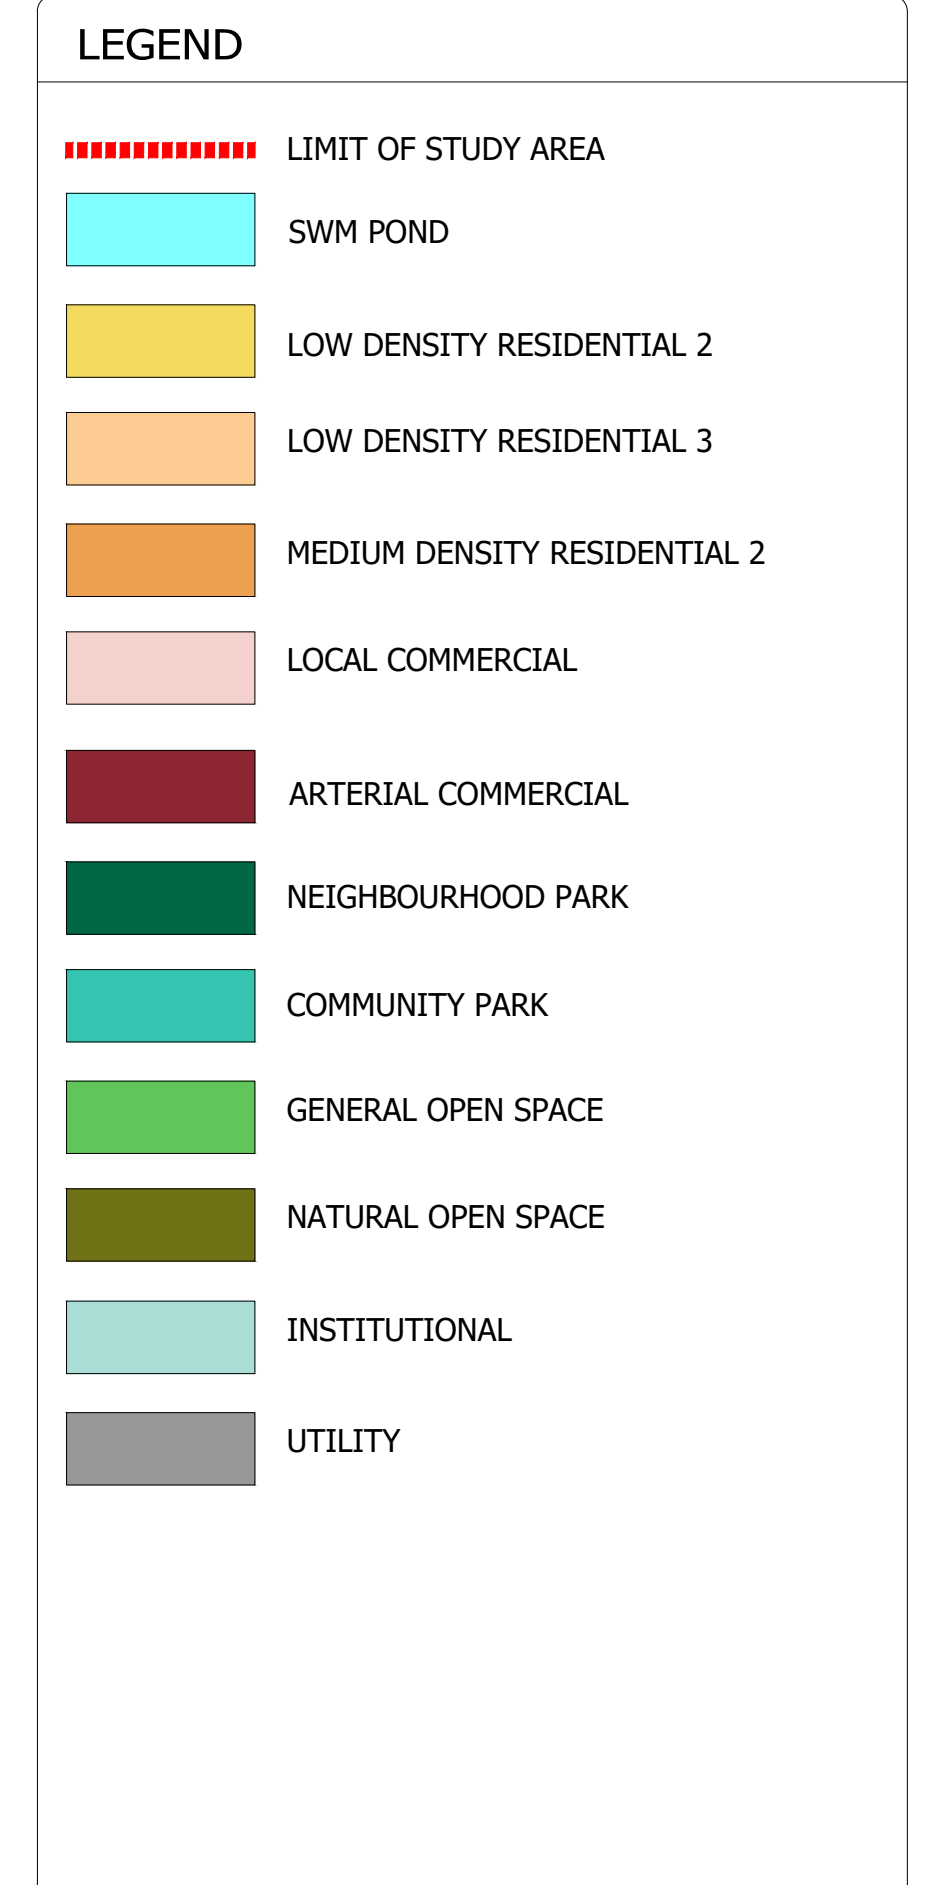 LEGEND
LIMIT OF STUDY AREA
SWM POND
LOW DENSITY RESIDENTIAL 2
LOW DENSITY RESIDENTIAL 3
MEDIUM DENSITY RESIDENTIAL 2
LOCAL COMMERCIAL
ARTERIAL COMMERCIAL
NEIGHBOURHOOD PARK
COMMUNITY PARK
GENERAL OPEN SPACE
NATURAL OPEN SPACE
INSTITUTIONAL
UTILITY